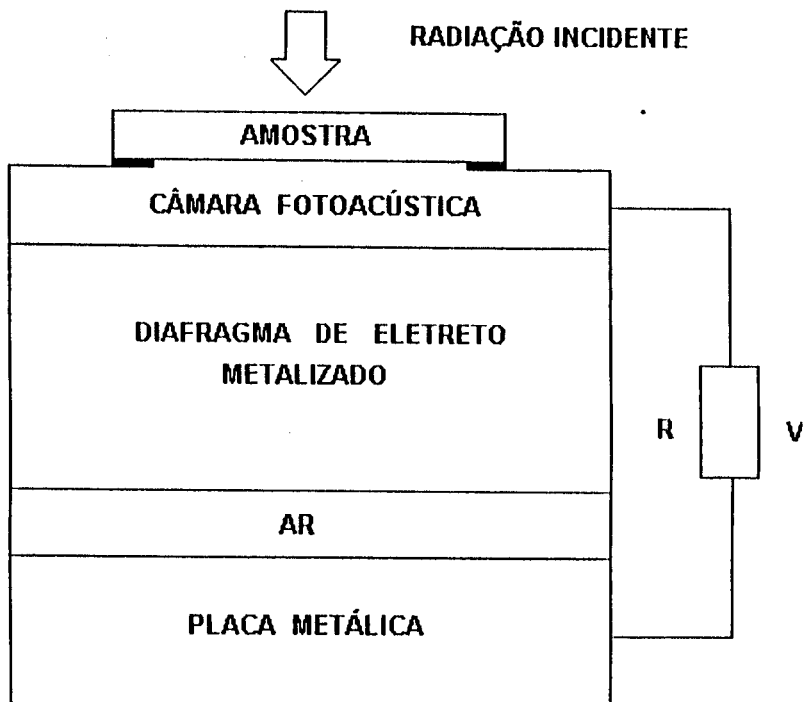 RADIAÇÃO INCIDENTE
AMOSTRA
CÂMARA FOTOACÚSTICA
DIAFRAGMA DE ELETRETO
METALIZADO
R
V
AR
PLACA METÁLICA